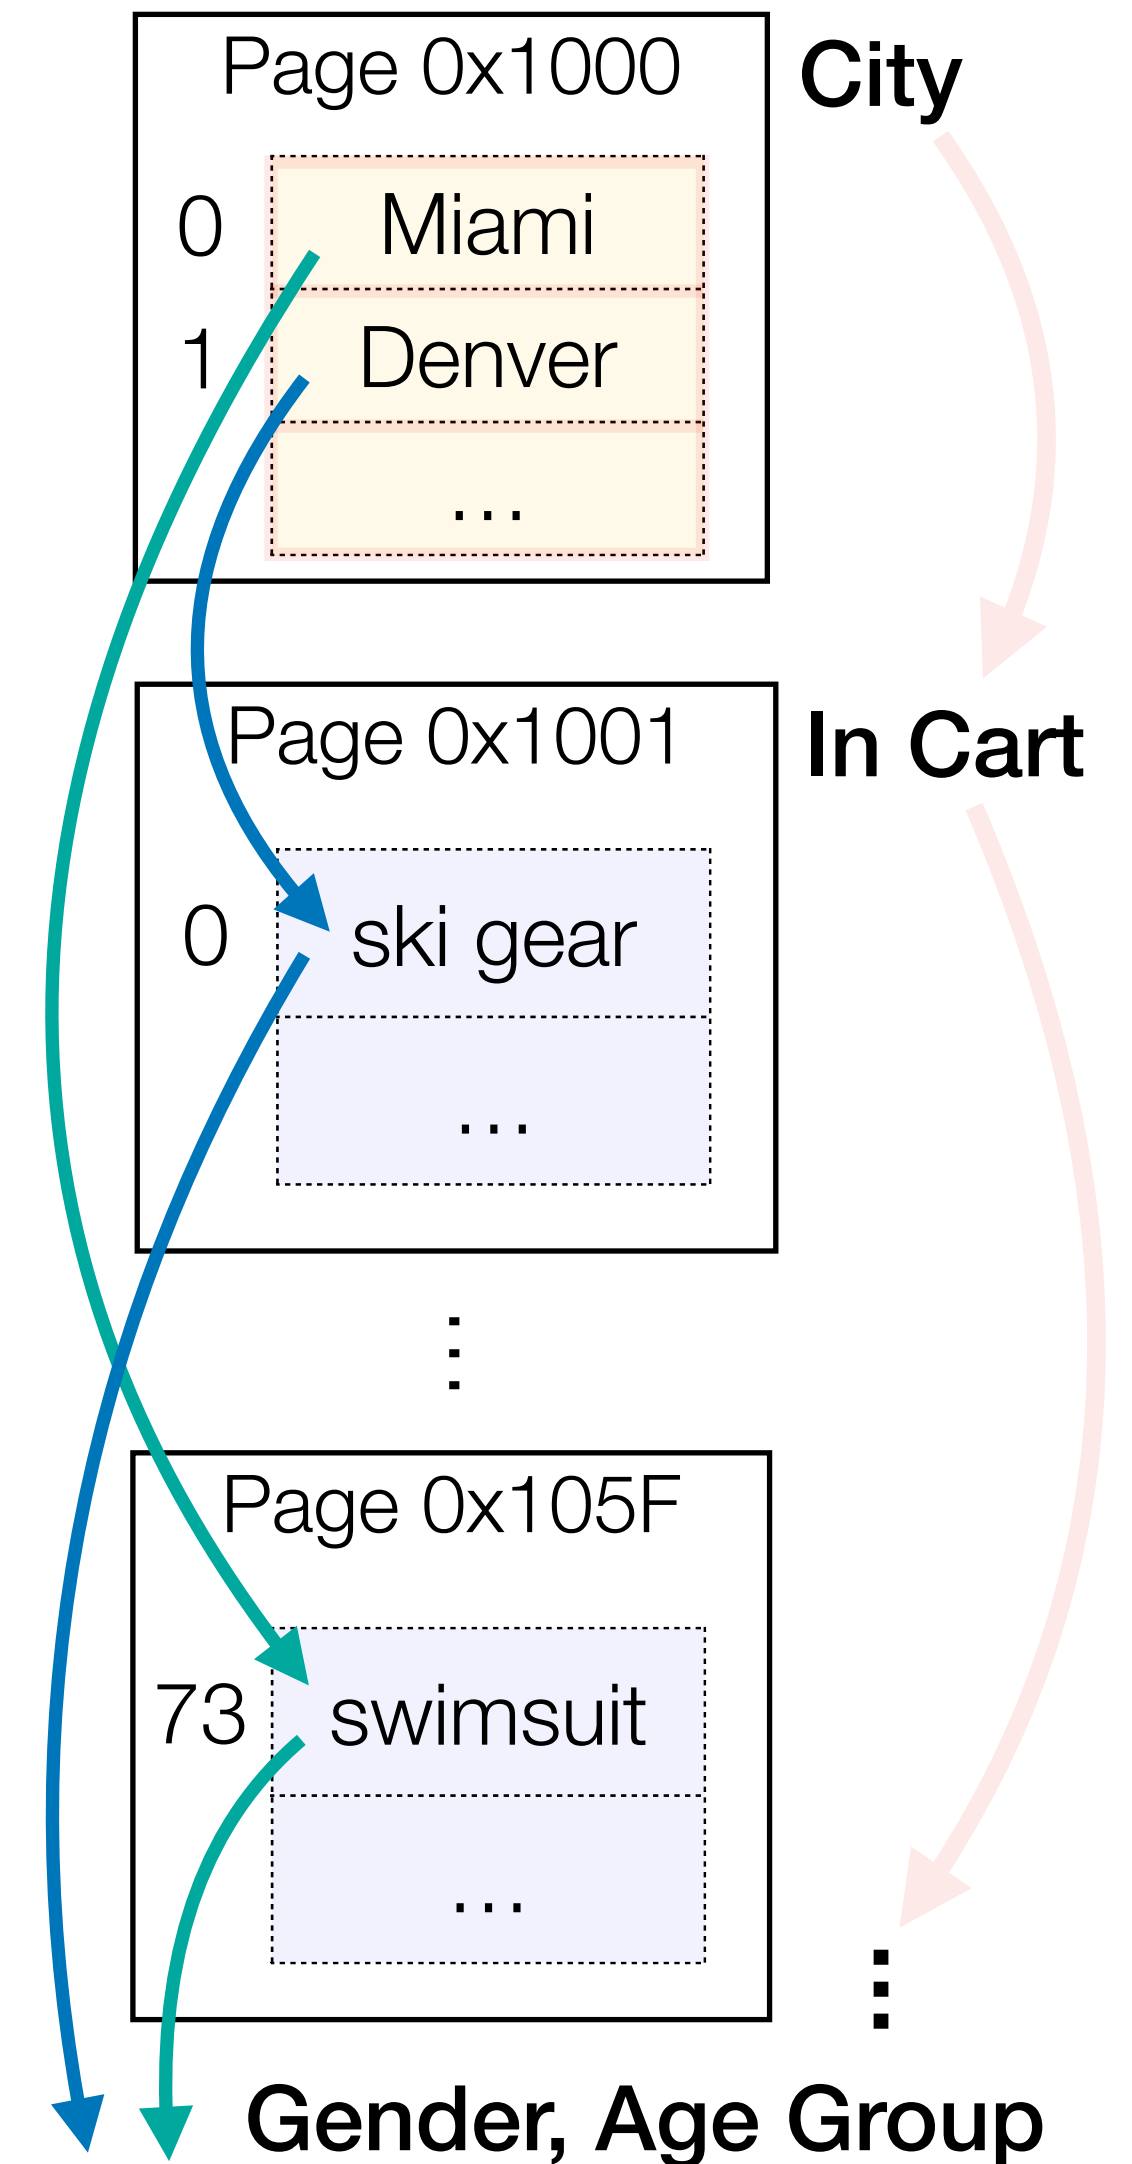 Page 0x1000
City
0
Miami
1
Denver
...
Page 0x1001
In Cart
0
ski gear
...
⋮
Page 0x105F
73
swimsuit
...
⋮
Gender, Age Group